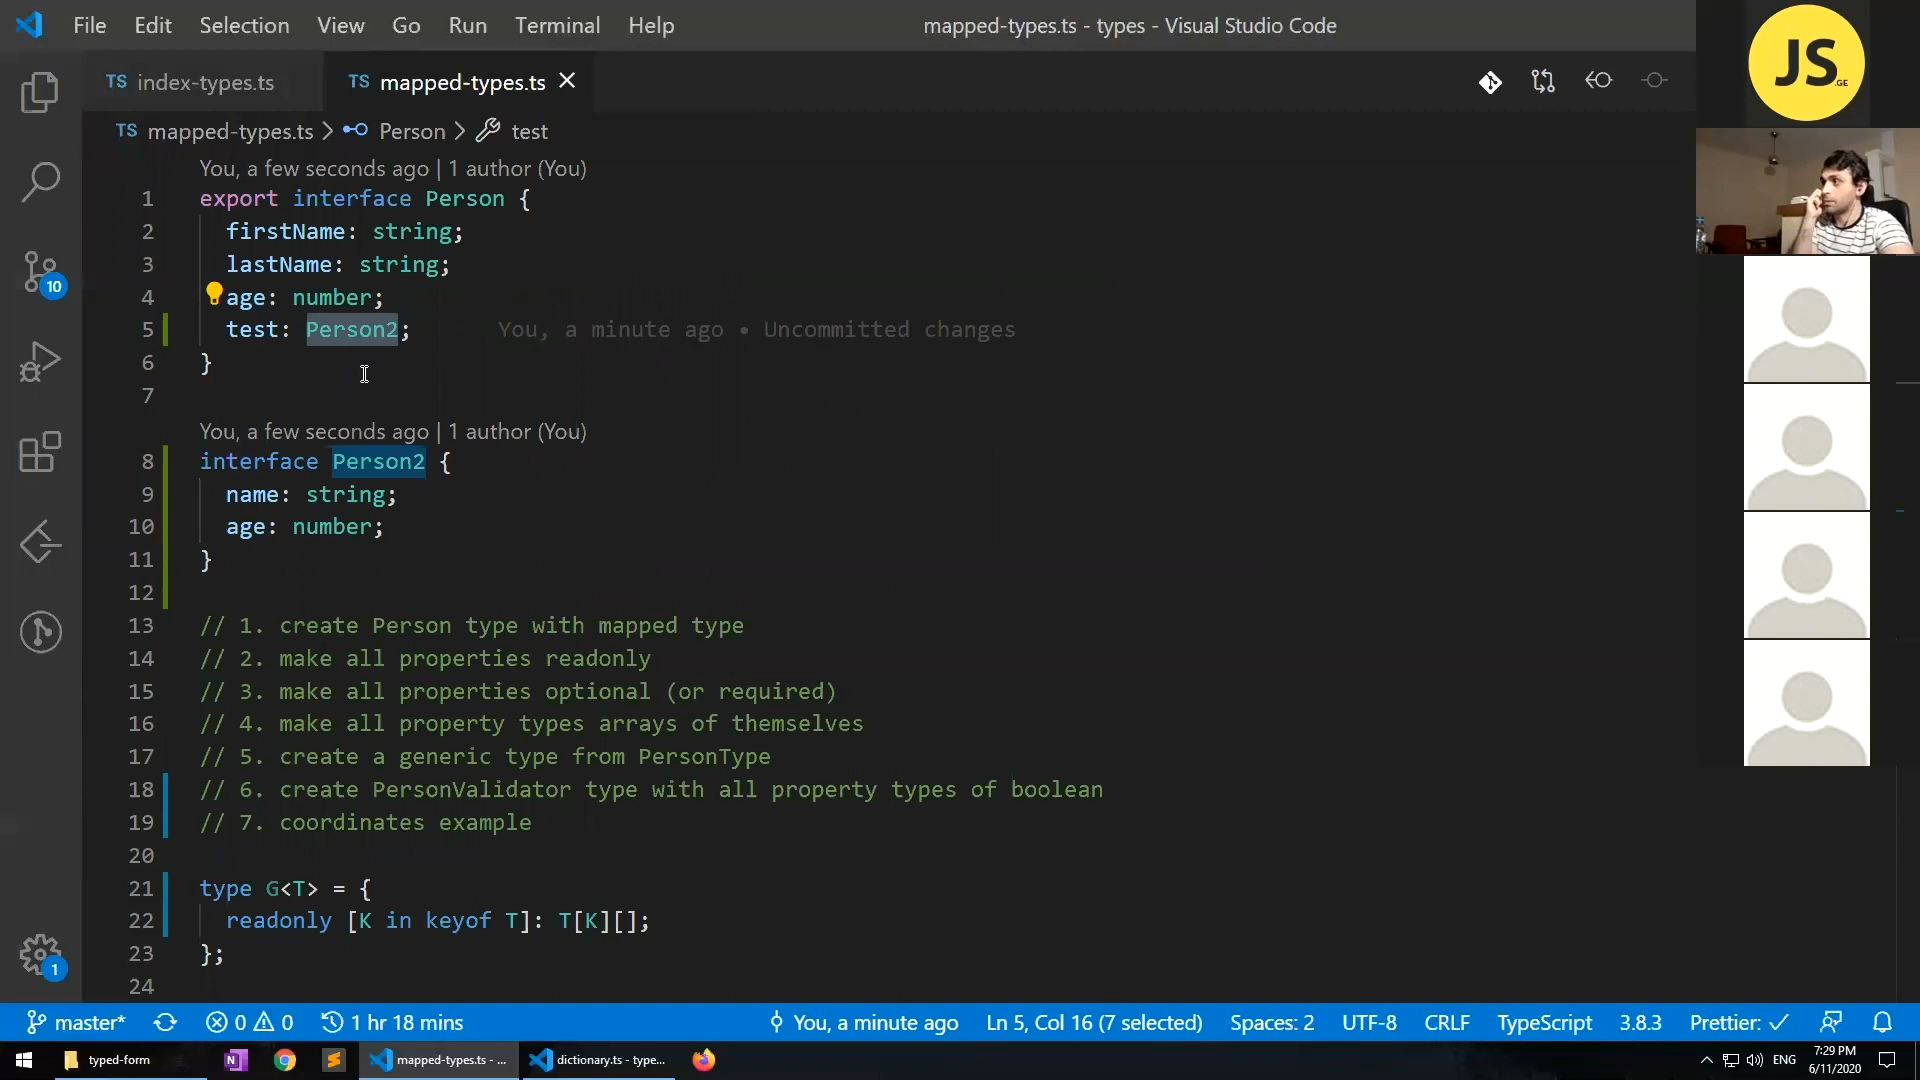 File Edit Selection View Go Run Terminal Help
mapped-types.ts - types - Visual Studio Code
JS
.GE
TS index-types.ts
TS mapped-types.ts
TS mapped-types.ts > Person > test
You, a few seconds ago | 1 author (You)
1 export interface Person {
2 firstName: string;
3 lastName: string;
4 age: number;
5 test: Person2; You, a minute ago • Uncommitted changes
6 }
7
You, a few seconds ago | 1 author (You)
8 interface Person2 {
9 name: string;
10 age: number;
11 }
12
13 // 1. create Person type with mapped type
14 // 2. make all properties readonly
15 // 3. make all properties optional (or required)
16 // 4. make all property types arrays of themselves
17 // 5. create a generic type from PersonType
18 // 6. create PersonValidator type with all property types of boolean
19 // 7. coordinates example
20
21 type G<T> = {
22 readonly [K in keyof T]: T[K][];
23 };
24
10
1
master* 0 0 1 hr 18 mins You, a minute ago Ln 5, Col 16 (7 selected) Spaces: 2 UTF-8 CRLF TypeScript 3.8.3 Prettier: ✓
typed-form N mapped-types.ts - ... dictionary.ts - type... ENG 7:29 PM
6/11/2020